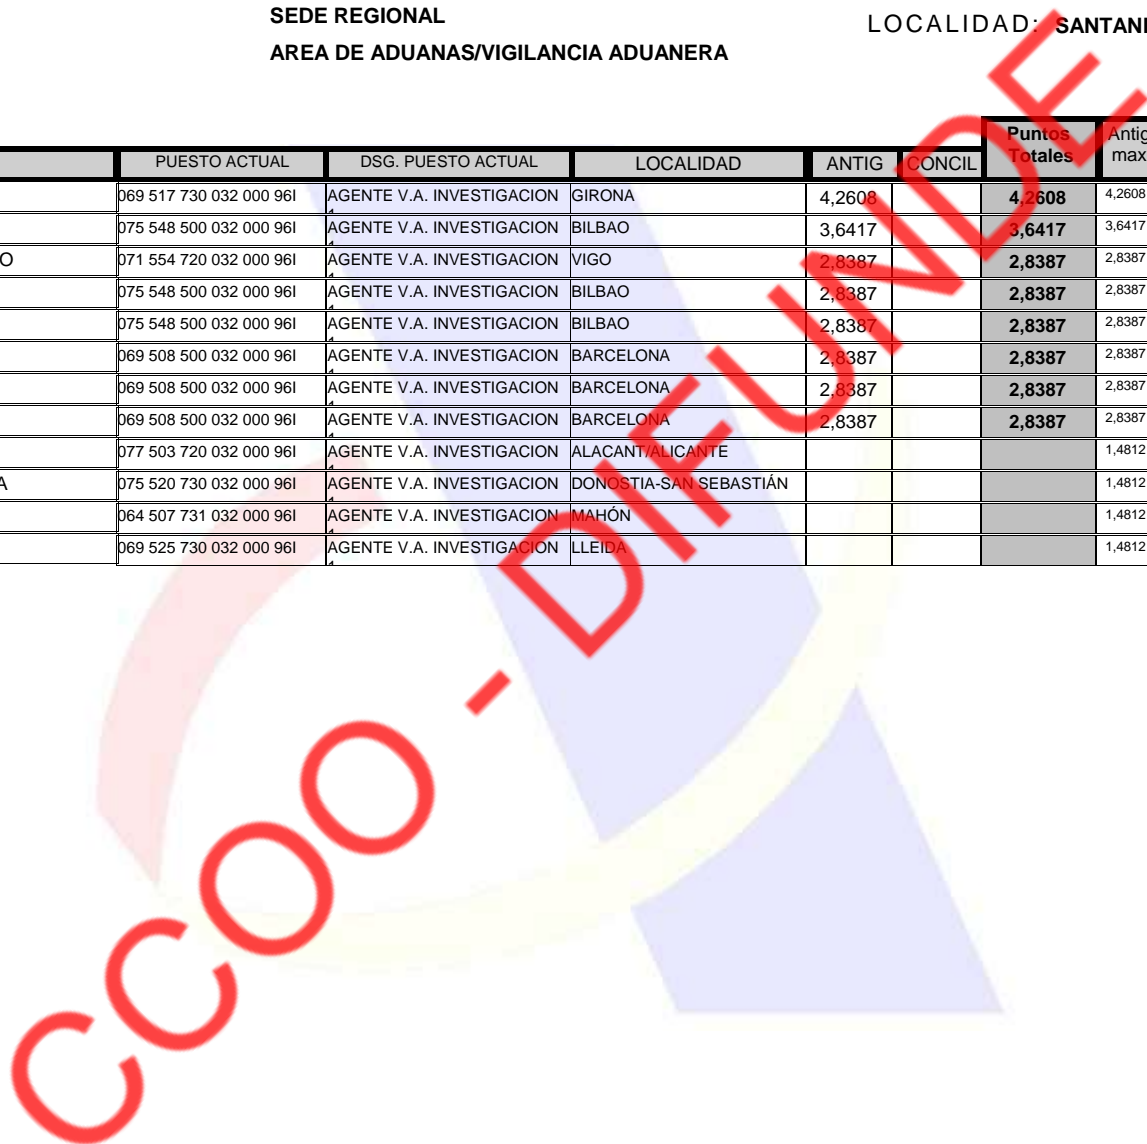 SEDE REGIONAL
LOCALIDAD: SANTAN
AREA DE ADUANAS/VIGILANCIA ADUANERA
PUESTO ACTUAL DSG. PUESTO ACTUAL LOCALIDAD ANTIG CONCIL Puntos Totales Antig max
069 517 730 032 000 96I AGENTE V.A. INVESTIGACION GIRONA 4,2608 4,2608 4,2608
075 548 500 032 000 96I AGENTE V.A. INVESTIGACION BILBAO 3,6417 3,6417 3,6417
O 071 554 720 032 000 96I AGENTE V.A. INVESTIGACION VIGO 2,8387 2,8387 2,8387
075 548 500 032 000 96I AGENTE V.A. INVESTIGACION BILBAO 2,8387 2,8387 2,8387
075 548 500 032 000 96I AGENTE V.A. INVESTIGACION BILBAO 2,8387 2,8387 2,8387
069 508 500 032 000 96I AGENTE V.A. INVESTIGACION BARCELONA 2,8387 2,8387 2,8387
069 508 500 032 000 96I AGENTE V.A. INVESTIGACION BARCELONA 2,8387 2,8387 2,8387
069 508 500 032 000 96I AGENTE V.A. INVESTIGACION BARCELONA 2,8387 2,8387 2,8387
077 503 720 032 000 96I AGENTE V.A. INVESTIGACION ALACANT/ALICANTE 1,4812
A 075 520 730 032 000 96I AGENTE V.A. INVESTIGACION DONOSTIA-SAN SEBASTIÁN 1,4812
064 507 731 032 000 96I AGENTE V.A. INVESTIGACION MAHÓN 1,4812
069 525 730 032 000 96I AGENTE V.A. INVESTIGACION LLEIDA 1,4812
CCOO - DIFUNDE